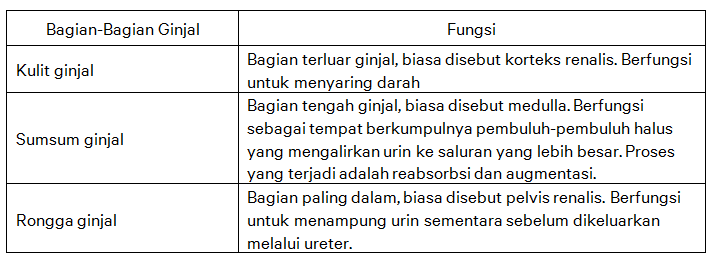 Bagian-Bagian Ginjal
Fungsi
Kulit ginjal
Bagian terluar ginjal, biasa disebut korteks renalis. Berfungsi
untuk menyaring darah
Sumsum ginjal
Bagian tengah ginjal, biasa disebut medulla. Berfungsi
sebagai tempat berkumpulnya pembuluh-pembuluh halus
yang mengalirkan urin ke saluran yang lebih besar. Proses
yang terjadi adalah reabsorbsi dan augmentasi.
Rongga ginjal
Bagian paling dalam, biasa disebut pelvis renalis. Berfungsi
untuk menampung urin sementara sebelum dikeluarkan
melalui ureter.